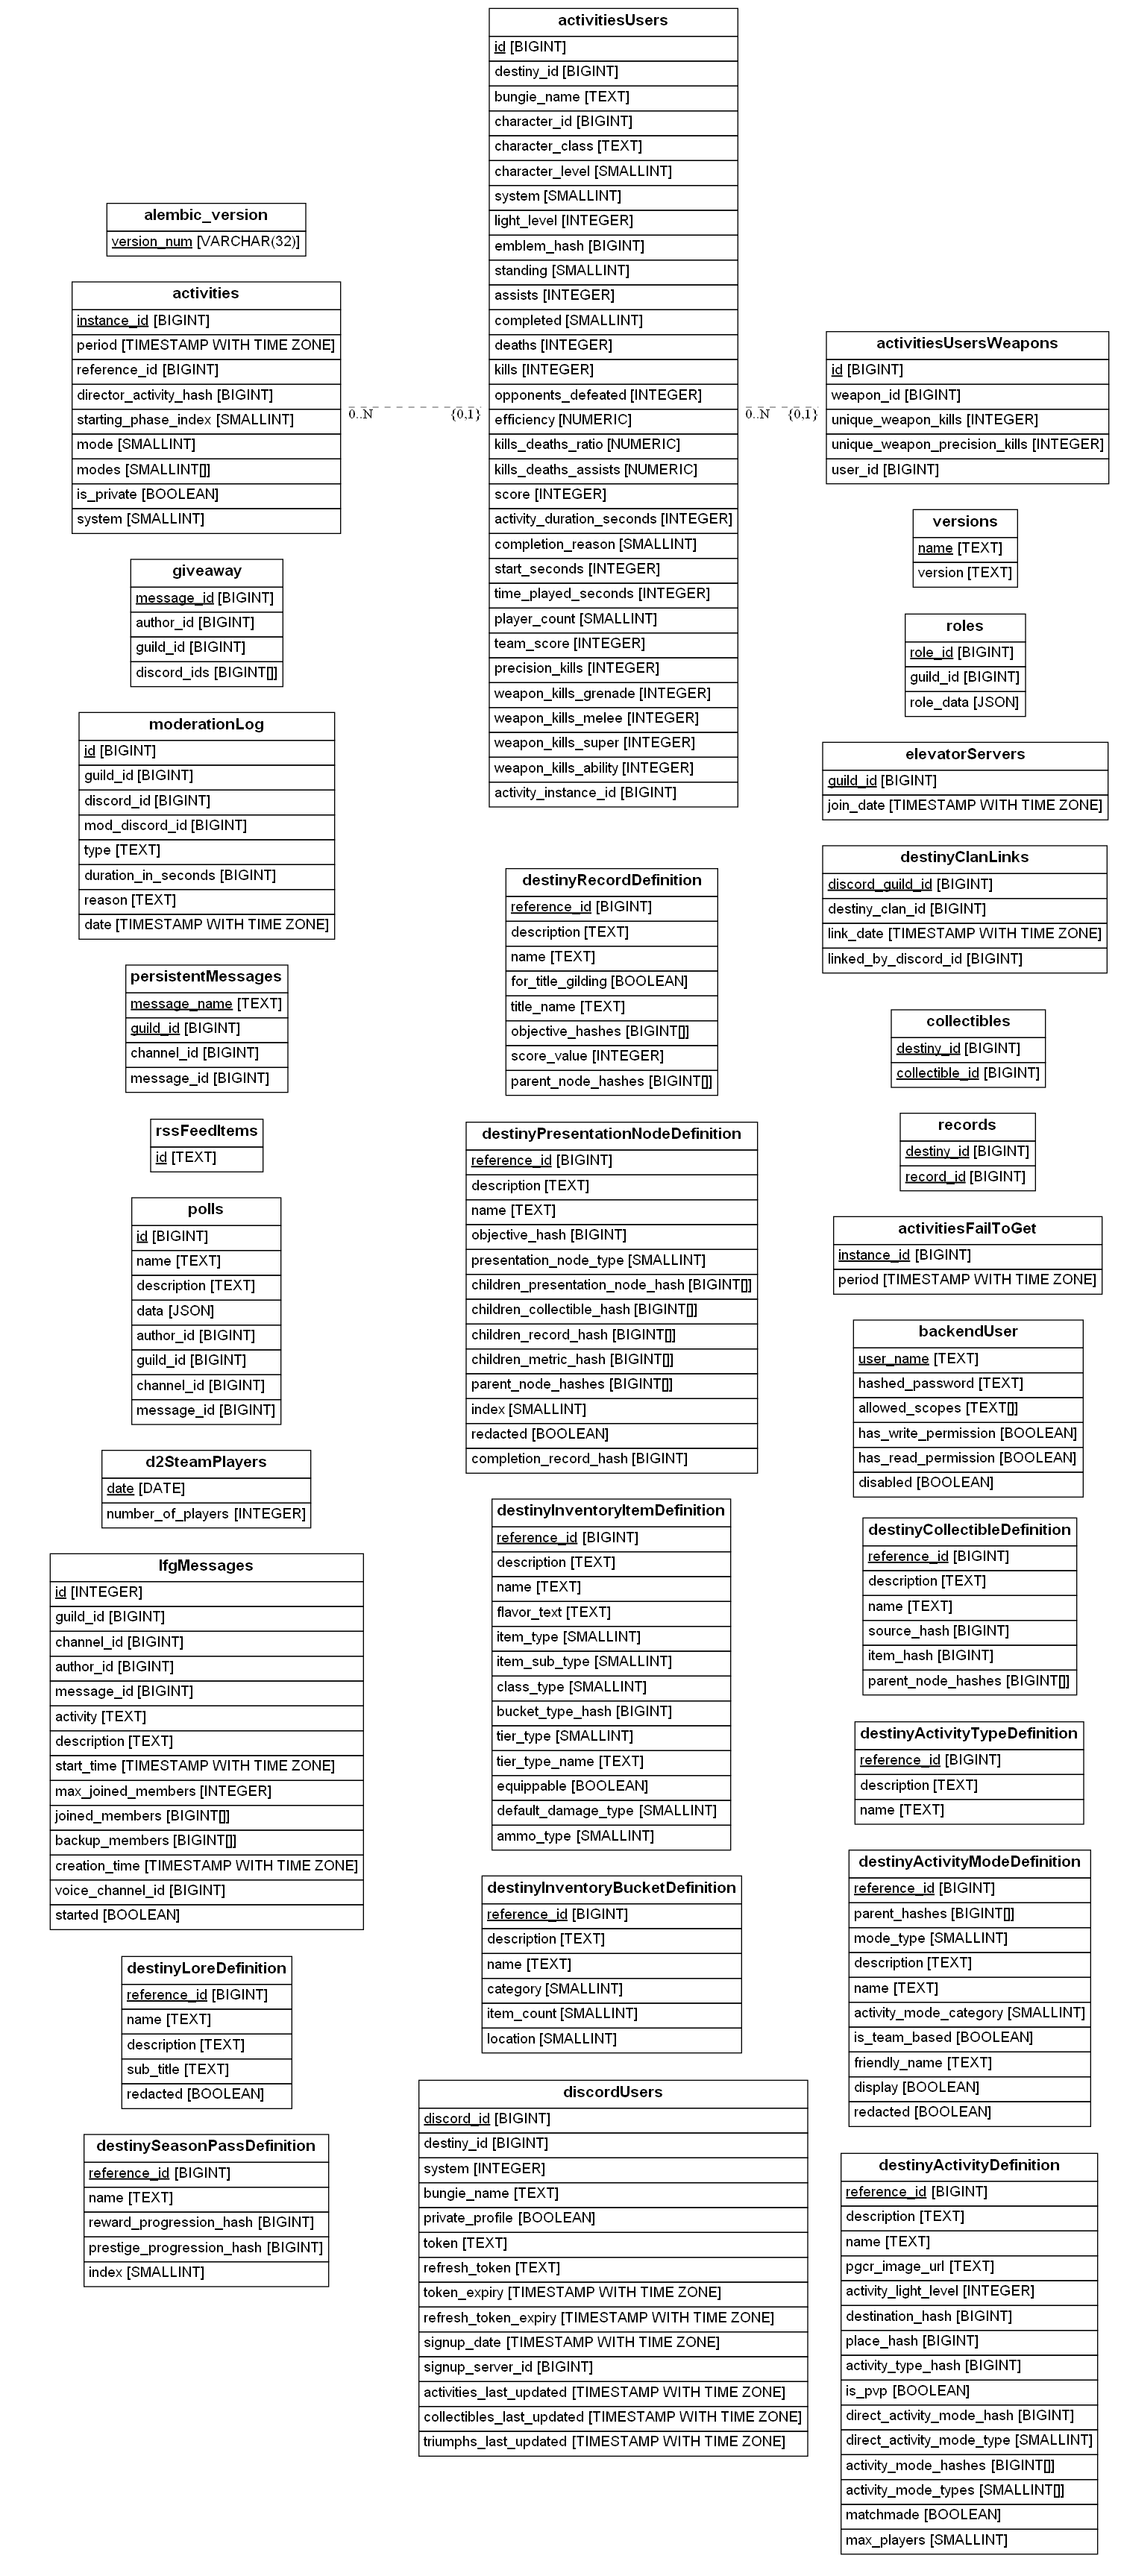 activitiesUsers
id [BIGINT]
destiny_id [BIGINT]
bungie_name [TEXT]
character_id [BIGINT]
character_class [TEXT]
character_level [SMALLINT]
system [SMALLINT]
light_level [INTEGER]
emblem_hash [BIGINT]
standing [SMALLINT]
assists [INTEGER]
completed [SMALLINT]
deaths [INTEGER]
kills [INTEGER]
opponents_defeated [INTEGER]
efficiency [NUMERIC]
kills_deaths_ratio [NUMERIC]
kills_deaths_assists [NUMERIC]
score [INTEGER]
activity_duration_seconds [INTEGER]
completion_reason [SMALLINT]
start_seconds [INTEGER]
time_played_seconds [INTEGER]
player_count [SMALLINT]
team_score [INTEGER]
precision_kills [INTEGER]
weapon_kills_grenade [INTEGER]
weapon_kills_melee [INTEGER]
weapon_kills_super [INTEGER]
weapon_kills_ability [INTEGER]
activity_instance_id [BIGINT]
alembic_version
version_num [VARCHAR(32)]
activities
instance_id [BIGINT]
period [TIMESTAMP WITH TIME ZONE]
reference_id [BIGINT]
director_activity_hash [BIGINT]
starting_phase_index [SMALLINT]
mode [SMALLINT]
modes [SMALLINT[]]
is_private [BOOLEAN]
system [SMALLINT]
0..N {0,1}
0..N {0,1}
giveaway
message_id [BIGINT]
author_id [BIGINT]
guild_id [BIGINT]
discord_ids [BIGINT[]]
moderationLog
id [BIGINT]
guild_id [BIGINT]
discord_id [BIGINT]
mod_discord_id [BIGINT]
type [TEXT]
duration_in_seconds [BIGINT]
reason [TEXT]
date [TIMESTAMP WITH TIME ZONE]
persistentMessages
message_name [TEXT]
guild_id [BIGINT]
channel_id [BIGINT]
message_id [BIGINT]
rssFeedItems
id [TEXT]
polls
id [BIGINT]
name [TEXT]
description [TEXT]
data [JSON]
author_id [BIGINT]
guild_id [BIGINT]
channel_id [BIGINT]
message_id [BIGINT]
d2SteamPlayers
date [DATE]
number_of_players [INTEGER]
lfgMessages
id [INTEGER]
guild_id [BIGINT]
channel_id [BIGINT]
author_id [BIGINT]
message_id [BIGINT]
activity [TEXT]
description [TEXT]
start_time [TIMESTAMP WITH TIME ZONE]
max_joined_members [INTEGER]
joined_members [BIGINT[]]
backup_members [BIGINT[]]
creation_time [TIMESTAMP WITH TIME ZONE]
voice_channel_id [BIGINT]
started [BOOLEAN]
destinyLoreDefinition
reference_id [BIGINT]
name [TEXT]
description [TEXT]
sub_title [TEXT]
redacted [BOOLEAN]
destinySeasonPassDefinition
reference_id [BIGINT]
name [TEXT]
reward_progression_hash [BIGINT]
prestige_progression_hash [BIGINT]
index [SMALLINT]
destinyRecordDefinition
reference_id [BIGINT]
description [TEXT]
name [TEXT]
for_title_gilding [BOOLEAN]
title_name [TEXT]
objective_hashes [BIGINT[]]
score_value [INTEGER]
parent_node_hashes [BIGINT[]]
destinyPresentationNodeDefinition
reference_id [BIGINT]
description [TEXT]
name [TEXT]
objective_hash [BIGINT]
presentation_node_type [SMALLINT]
children_presentation_node_hash [BIGINT[]]
children_collectible_hash [BIGINT[]]
children_record_hash [BIGINT[]]
children_metric_hash [BIGINT[]]
parent_node_hashes [BIGINT[]]
index [SMALLINT]
redacted [BOOLEAN]
completion_record_hash [BIGINT]
destinyInventoryItemDefinition
reference_id [BIGINT]
description [TEXT]
name [TEXT]
flavor_text [TEXT]
item_type [SMALLINT]
item_sub_type [SMALLINT]
class_type [SMALLINT]
bucket_type_hash [BIGINT]
tier_type [SMALLINT]
tier_type_name [TEXT]
equippable [BOOLEAN]
default_damage_type [SMALLINT]
ammo_type [SMALLINT]
destinyInventoryBucketDefinition
reference_id [BIGINT]
description [TEXT]
name [TEXT]
category [SMALLINT]
item_count [SMALLINT]
location [SMALLINT]
discordUsers
discord_id [BIGINT]
destiny_id [BIGINT]
system [INTEGER]
bungie_name [TEXT]
private_profile [BOOLEAN]
token [TEXT]
refresh_token [TEXT]
token_expiry [TIMESTAMP WITH TIME ZONE]
refresh_token_expiry [TIMESTAMP WITH TIME ZONE]
signup_date [TIMESTAMP WITH TIME ZONE]
signup_server_id [BIGINT]
activities_last_updated [TIMESTAMP WITH TIME ZONE]
collectibles_last_updated [TIMESTAMP WITH TIME ZONE]
triumphs_last_updated [TIMESTAMP WITH TIME ZONE]
activitiesUsersWeapons
id [BIGINT]
weapon_id [BIGINT]
unique_weapon_kills [INTEGER]
unique_weapon_precision_kills [INTEGER]
user_id [BIGINT]
versions
name [TEXT]
version [TEXT]
roles
role_id [BIGINT]
guild_id [BIGINT]
role_data [JSON]
elevatorServers
guild_id [BIGINT]
join_date [TIMESTAMP WITH TIME ZONE]
destinyClanLinks
discord_guild_id [BIGINT]
destiny_clan_id [BIGINT]
link_date [TIMESTAMP WITH TIME ZONE]
linked_by_discord_id [BIGINT]
collectibles
destiny_id [BIGINT]
collectible_id [BIGINT]
records
destiny_id [BIGINT]
record_id [BIGINT]
activitiesFailToGet
instance_id [BIGINT]
period [TIMESTAMP WITH TIME ZONE]
backendUser
user_name [TEXT]
hashed_password [TEXT]
allowed_scopes [TEXT[]]
has_write_permission [BOOLEAN]
has_read_permission [BOOLEAN]
disabled [BOOLEAN]
destinyCollectibleDefinition
reference_id [BIGINT]
description [TEXT]
name [TEXT]
source_hash [BIGINT]
item_hash [BIGINT]
parent_node_hashes [BIGINT[]]
destinyActivityTypeDefinition
reference_id [BIGINT]
description [TEXT]
name [TEXT]
destinyActivityModeDefinition
reference_id [BIGINT]
parent_hashes [BIGINT[]]
mode_type [SMALLINT]
description [TEXT]
name [TEXT]
activity_mode_category [SMALLINT]
is_team_based [BOOLEAN]
friendly_name [TEXT]
display [BOOLEAN]
redacted [BOOLEAN]
destinyActivityDefinition
reference_id [BIGINT]
description [TEXT]
name [TEXT]
pgcr_image_url [TEXT]
activity_light_level [INTEGER]
destination_hash [BIGINT]
place_hash [BIGINT]
activity_type_hash [BIGINT]
is_pvp [BOOLEAN]
direct_activity_mode_hash [BIGINT]
direct_activity_mode_type [SMALLINT]
activity_mode_hashes [BIGINT[]]
activity_mode_types [SMALLINT[]]
matchmade [BOOLEAN]
max_players [SMALLINT]